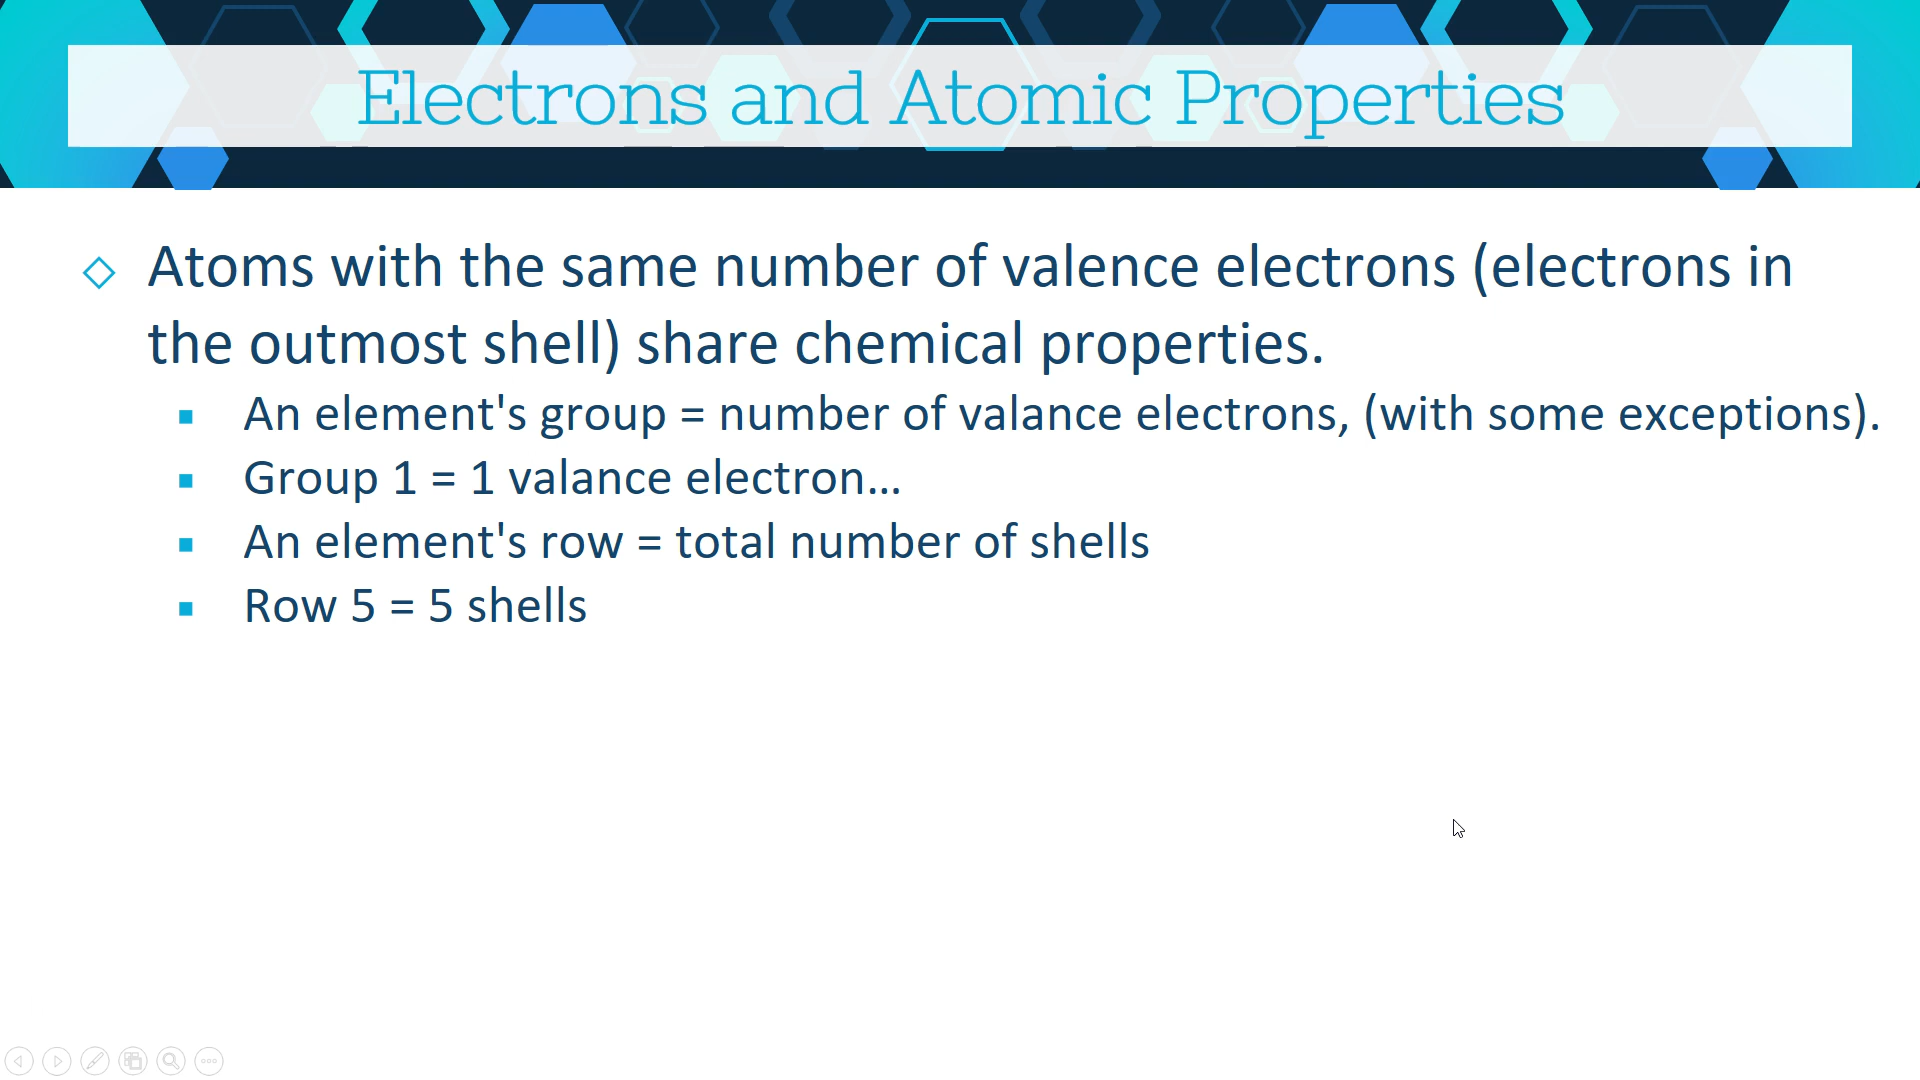 Electrons and Atomic Properties
Atoms with the same number of valence electrons (electrons in
the outmost shell) share chemical properties.
An element's group = number of valance electrons, (with some exceptions).
Group 1 = 1 valance electron...
An element's row = total number of shells
Row 5 = 5 shells